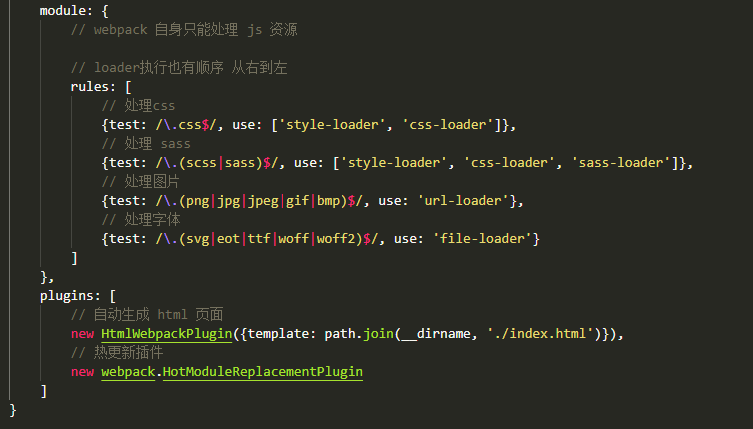 module: {
// webpack 自身只能处理 js 资源
// loader执行也有顺序 从右到左
rules: [
// 处理css
{test: /\.css$/, use: ['style-loader', 'css-loader']},
// 处理 sass
{test: /\.(scss|sass)$/, use: ['style-loader', 'css-loader', 'sass-loader']},
// 处理图片
{test: /\.(png|jpg|jpeg|gif|bmp)$/, use: 'url-loader'},
// 处理字体
{test: /\.(svg|eot|ttf|woff|woff2)$/, use: 'file-loader'}
]
},
plugins: [
// 自动生成 html 页面
new HtmlWebpackPlugin({template: path.join(__dirname, './index.html')}),
// 热更新插件
new webpack.HotModuleReplacementPlugin
]
}